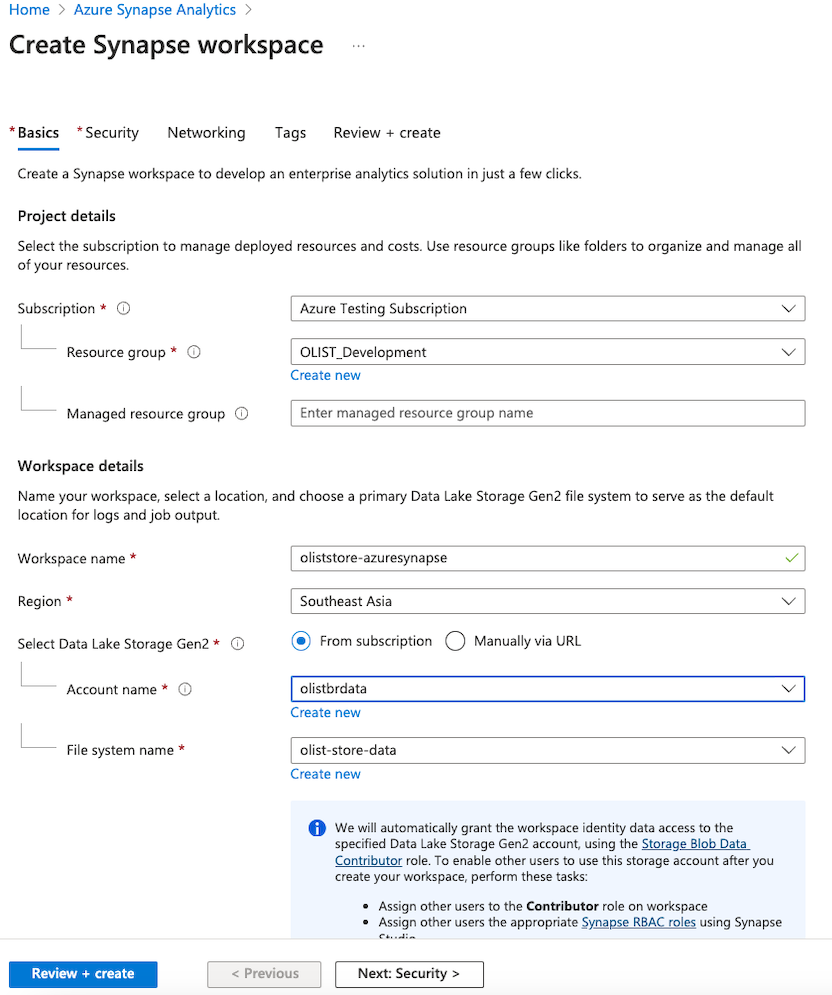 Home > Azure Synapse Analytics >
Create Synapse workspace ...
* Basics * Security Networking Tags Review + create
Create a Synapse workspace to develop an enterprise analytics solution in just a few clicks.
Project details
Select the subscription to manage deployed resources and costs. Use resource groups like folders to organize and manage all
of your resources.
Subscription *
Azure Testing Subscription
Resource group *
OLIST_Development
Create new
Managed resource group
Enter managed resource group name
Workspace details
Name your workspace, select a location, and choose a primary Data Lake Storage Gen2 file system to serve as the default
location for logs and job output.
Workspace name *
oliststore-azuresynapse
Region *
Southeast Asia
Select Data Lake Storage Gen2 *
From subscription Manually via URL
Account name *
olistbrdata
Create new
File system name *
olist-store-data
Create new
We will automatically grant the workspace identity data access to the
specified Data Lake Storage Gen2 account, using the Storage Blob Data
Contributor role. To enable other users to use this storage account after you
create your workspace, perform these tasks:
• Assign other users to the Contributor role on workspace
• Assign other users the appropriate Synapse RBAC roles using Synapse
Studio
Review + create < Previous Next: Security >